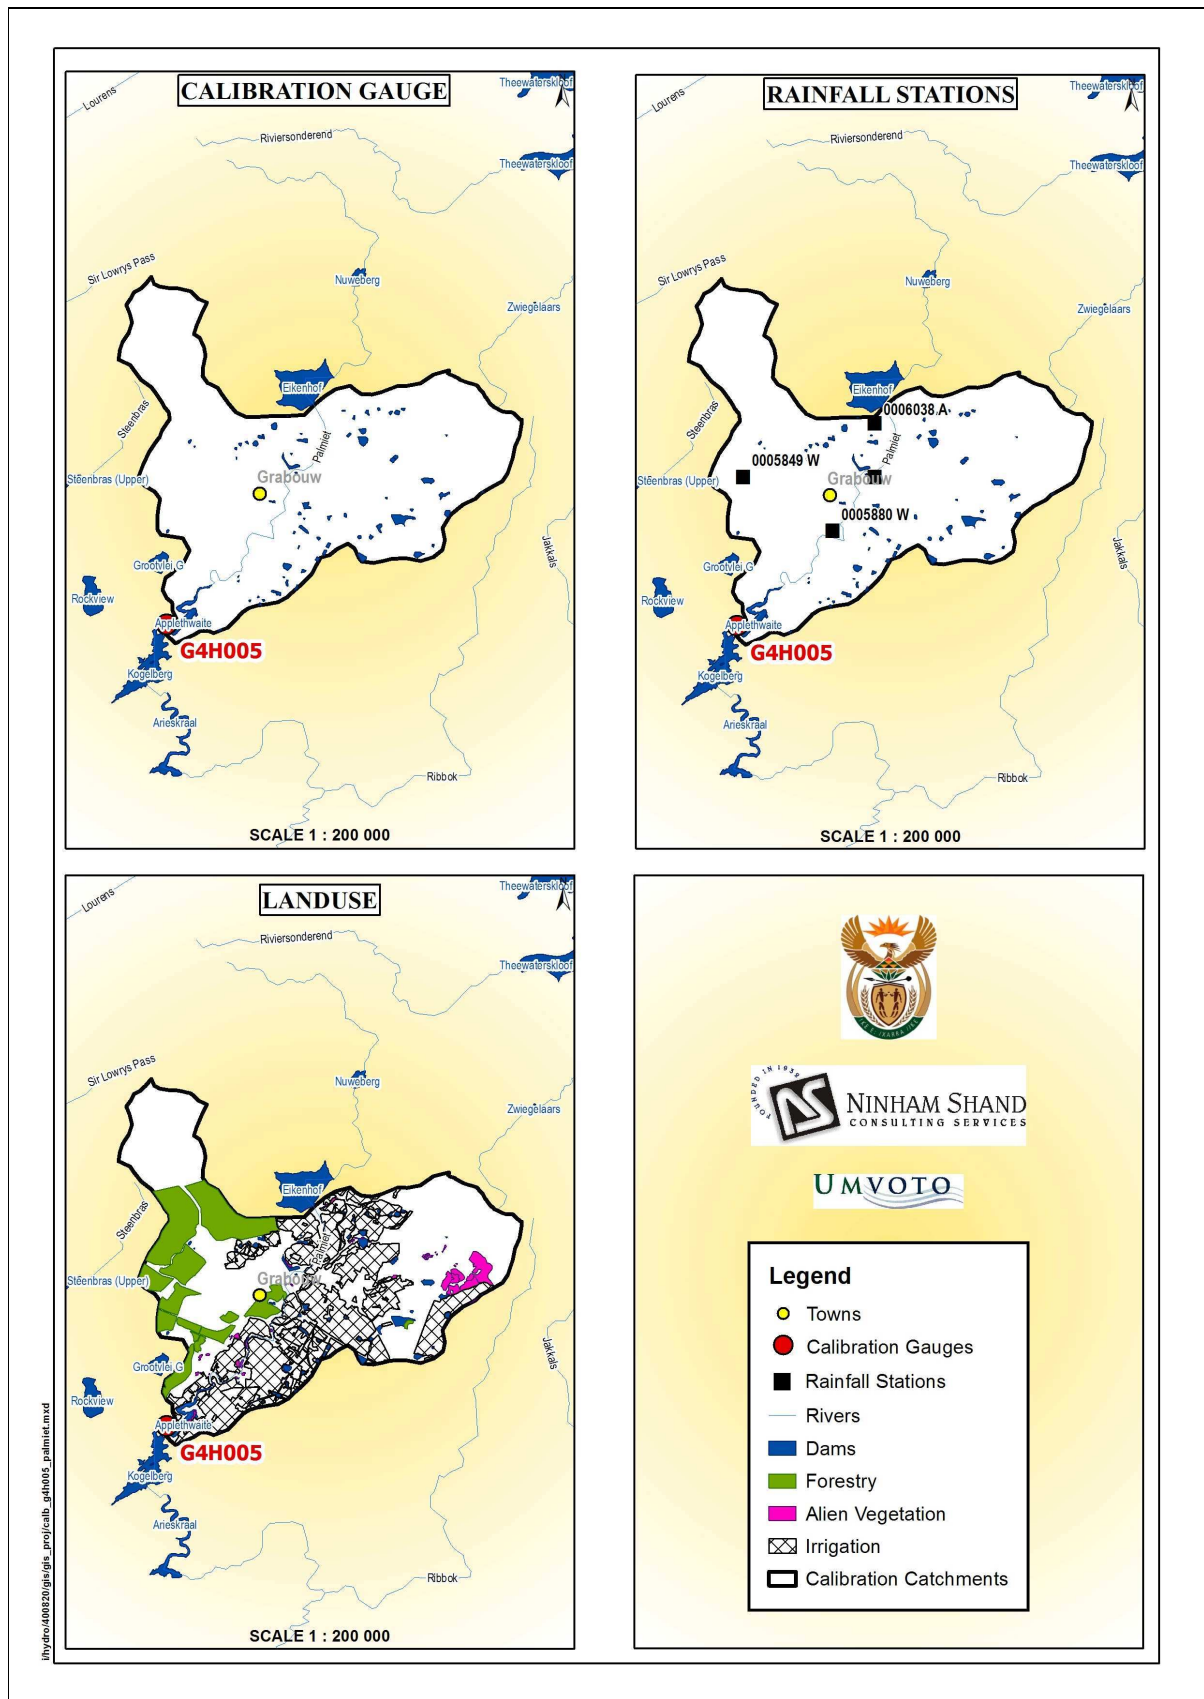 CALIBRATION GAUGE
Theewaterskloof
Lourens
Riviersonderend
Theewaterskloof
Sir Lowrys Pass
Nuweberg
Zwiegelaars
Eikenhof
Steenbras
Palmiet
Grabouw
Steenbras (Upper)
Jakkals
Grootvlei G
Rockview
Applethwaite
G4H005
Kogelberg
Arieskraal
Ribbok
SCALE 1 : 200 000
RAINFALL STATIONS
Theewaterskloof
Lourens
Riviersonderend
Theewaterskloof
Sir Lowrys Pass
Nuweberg
Zwiegelaars
Eikenhof
0006038 A
Steenbras
Palmiet
0005849 W
Grabouw
Steenbras (Upper)
0005880 W
Jakkals
Grootvlei G
Rockview
Applethwaite
G4H005
Kogelberg
Arieskraal
Ribbok
SCALE 1 : 200 000
LANDUSE
Theewaterskloof
Lourens
Riviersonderend
Theewaterskloof
Sir Lowrys Pass
Nuweberg
Zwiegelaars
Eikenhof
Steenbras
Palmiet
Grabouw
Steenbras (Upper)
Jakkals
Grootvlei G
Rockview
Applethwaite
G4H005
Kogelberg
Arieskraal
Ribbok
SCALE 1 : 200 000
FOUNDED IN 1932
NINHAM SHAND
CONSULTING SERVICES
UMVOTO
Legend
Towns
Calibration Gauges
Rainfall Stations
Rivers
Dams
Forestry
Alien Vegetation
Irrigation
Calibration Catchments
i/hydro/400820/gis/gis_proj/calb_g4h005_palmiet.mxd